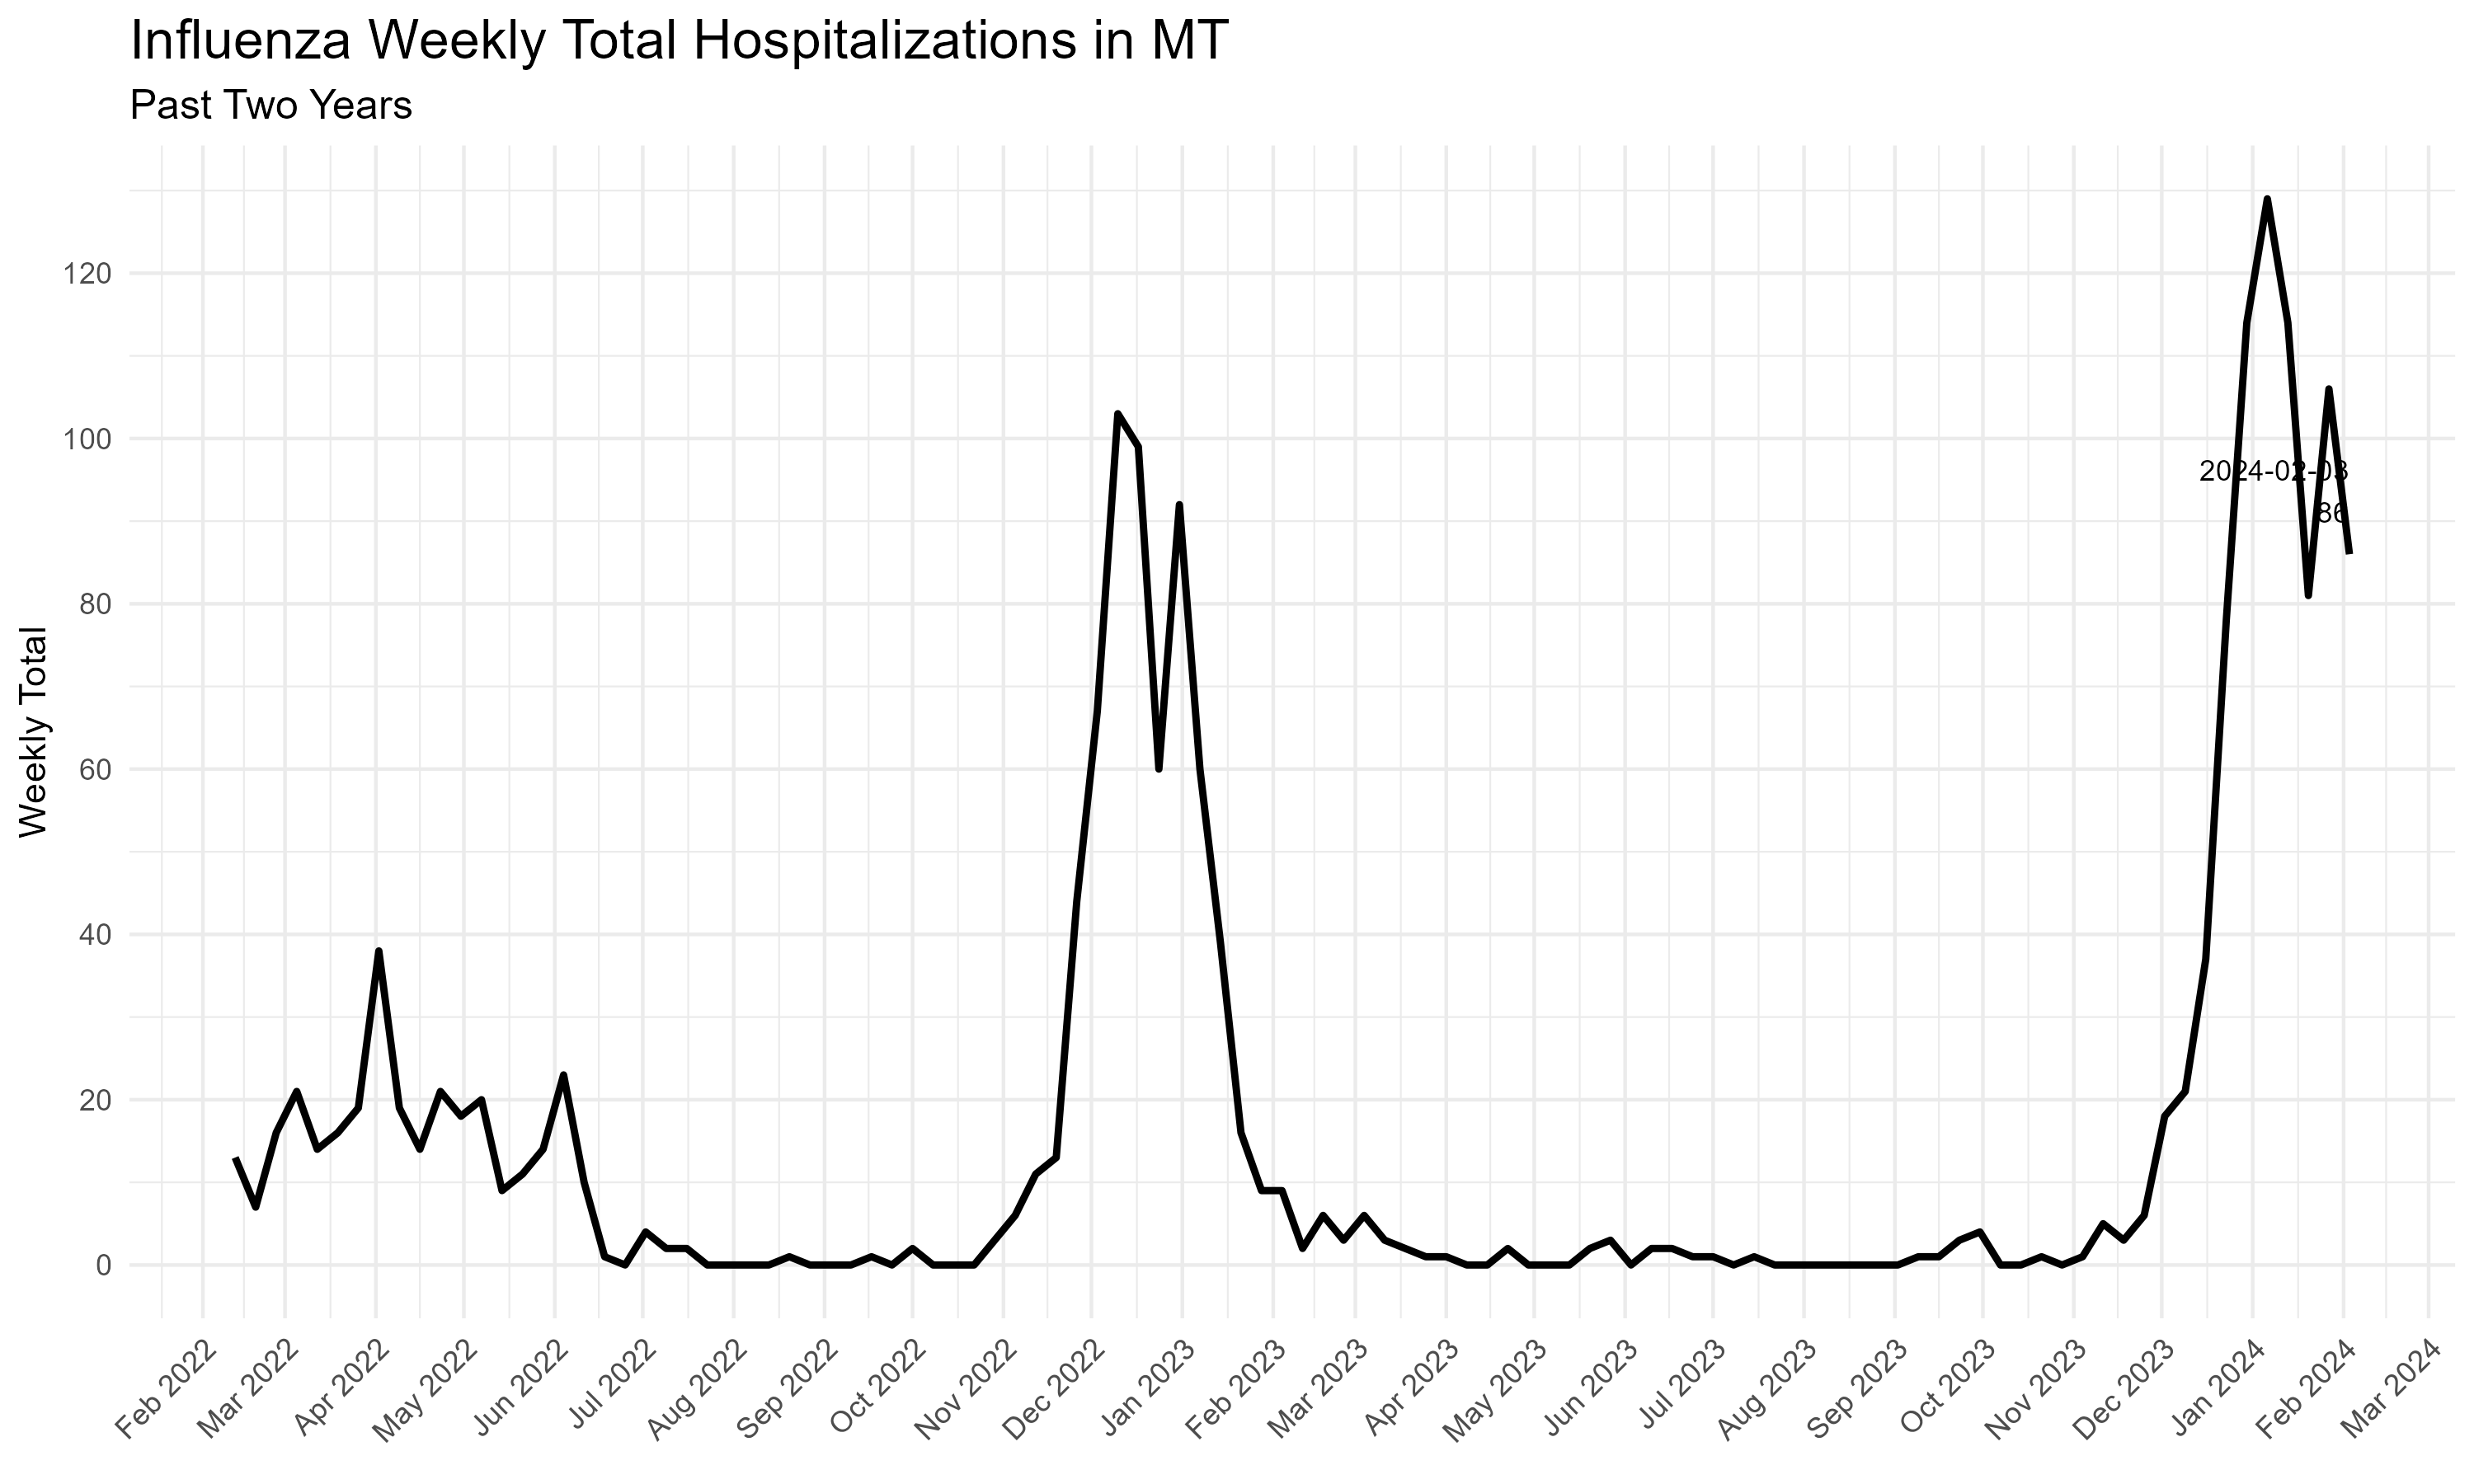 Influenza Weekly Total Hospitalizations in MT
Past Two Years
Weekly Total
120
100
80
60
40
20
0
2024-02-03
86
Feb 2022
Mar 2022
Apr 2022
May 2022
Jun 2022
Jul 2022
Aug 2022
Sep 2022
Oct 2022
Nov 2022
Dec 2022
Jan 2023
Feb 2023
Mar 2023
Apr 2023
May 2023
Jun 2023
Jul 2023
Aug 2023
Sep 2023
Oct 2023
Nov 2023
Dec 2023
Jan 2024
Feb 2024
Mar 2024